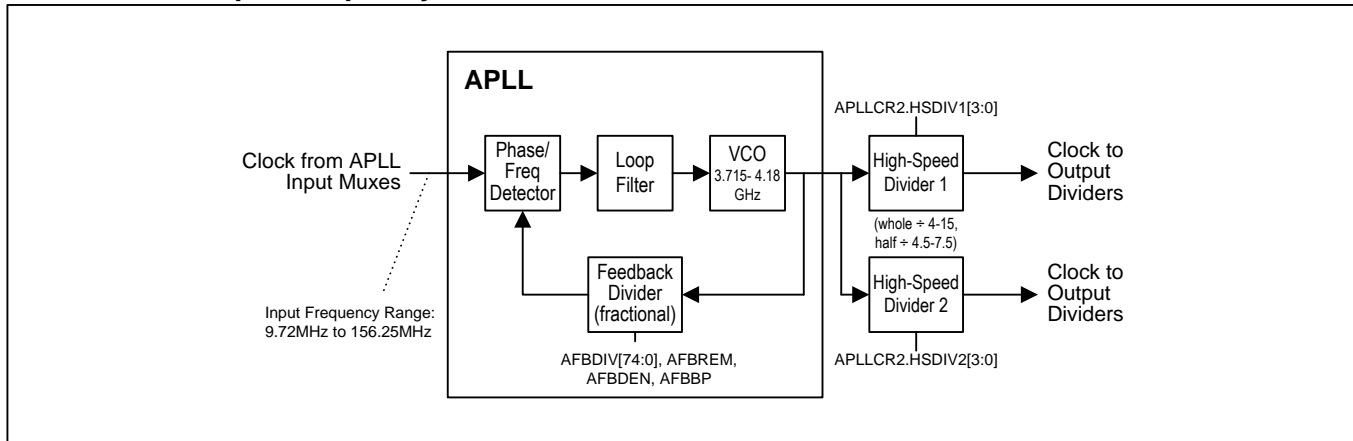 APLL
APLLCR2.HSDIV1[3:0]
Clock from APLL
Input Muxes
Phase/
Freq
Detector
Loop
Filter
VCO
3.715- 4.18
GHz
High-Speed
Divider 1
Clock to
Output
Dividers
(whole ÷ 4-15,
half ÷ 4.5-7.5)
Feedback
Divider
(fractional)
High-Speed
Divider 2
Clock to
Output
Dividers
Input Frequency Range:
9.72MHz to 156.25MHz
AFBDIV[74:0], AFBREM,
AFBDEN, AFBBP
APLLCR2.HSDIV2[3:0]